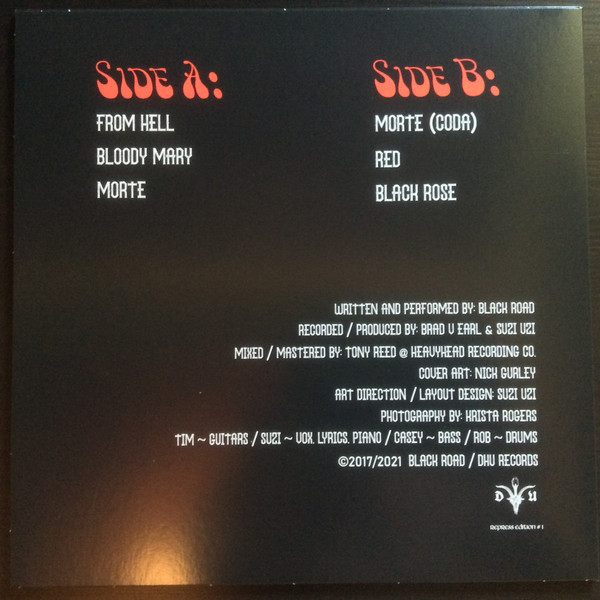 SIDE A:
FROM HELL
BLOODY MARY
MORTE
SIDE B:
MORTE (CODA)
RED
BLACK ROSE
WRITTEN AND PERFORMED BY: BLACK ROAD
RECORDED / PRODUCED BY: BRAD V EARL & SUZI UZI
MIXED / MASTERED BY: TONY REED @ HEAVYHEAD RECORDING CO.
COVER ART: NICK GURLEY
ART DIRECTION / LAYOUT DESIGN: SUZI UZI
PHOTOGRAPHY BY: KRISTA ROGERS
TIM ~ GUITARS / SUZI ~ VOX, LYRICS, PIANO / CASEY ~ BASS / ROB ~ DRUMS
©2017/2021 BLACK ROAD / DHU RECORDS
D U
REPRESS EDITION #1